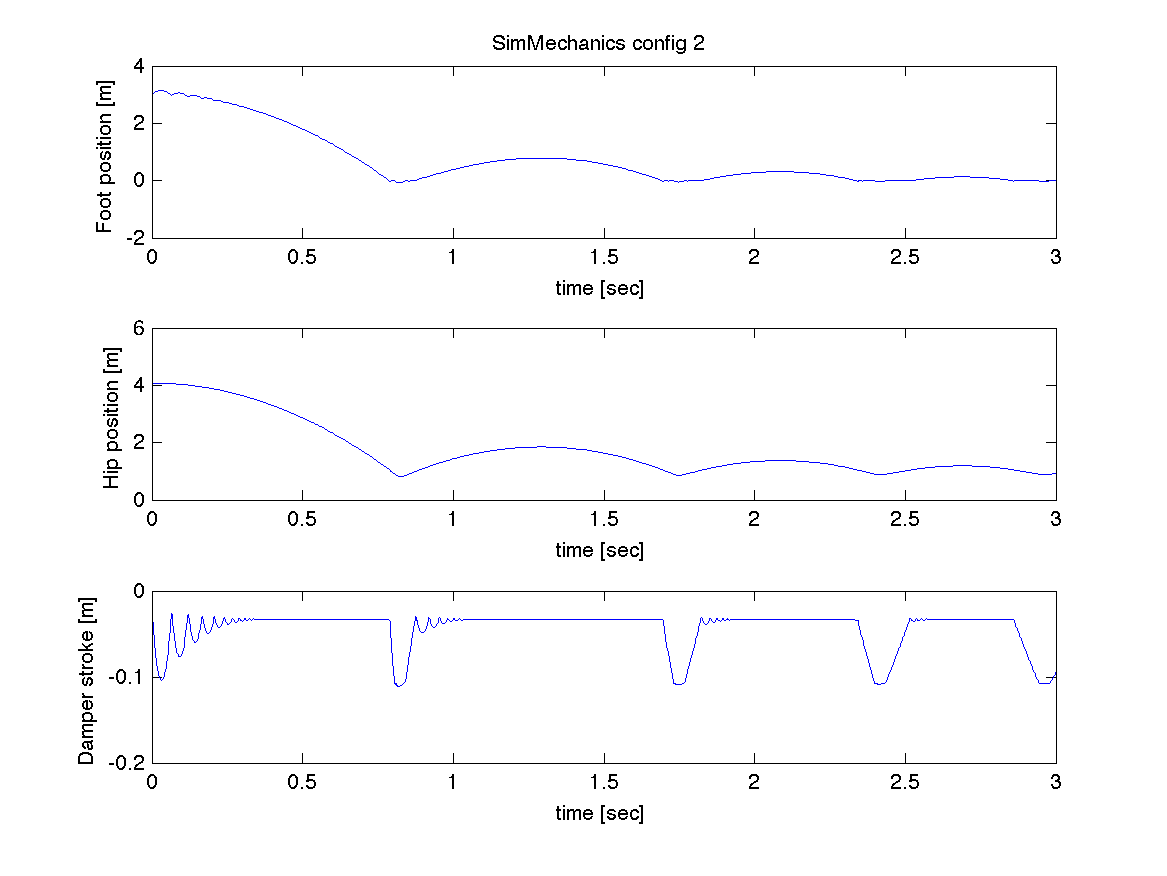 SimMechanics config 2
Foot position [m]
4
2
0
-2
0 0.5 1 1.5 2 2.5 3
time [sec]
Hip position [m]
6
4
2
0
0 0.5 1 1.5 2 2.5 3
time [sec]
Damper stroke [m]
0
-0.1
-0.2
0 0.5 1 1.5 2 2.5 3
time [sec]